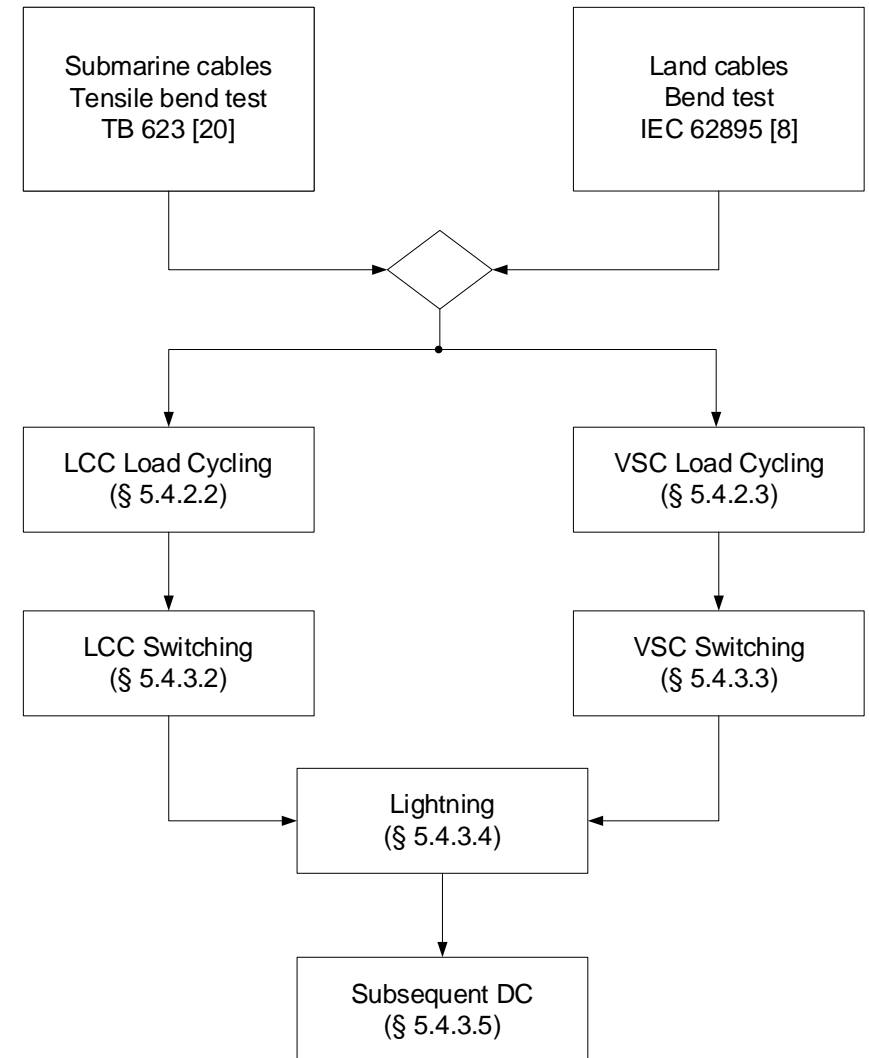 Submarine cables
Tensile bend test
TB 623 [20]
Land cables
Bend test
IEC 62895 [8]
LCC Load Cycling
(§ 5.4.2.2)
VSC Load Cycling
(§ 5.4.2.3)
LCC Switching
(§ 5.4.3.2)
VSC Switching
(§ 5.4.3.3)
Lightning
(§ 5.4.3.4)
Subsequent DC
(§ 5.4.3.5)